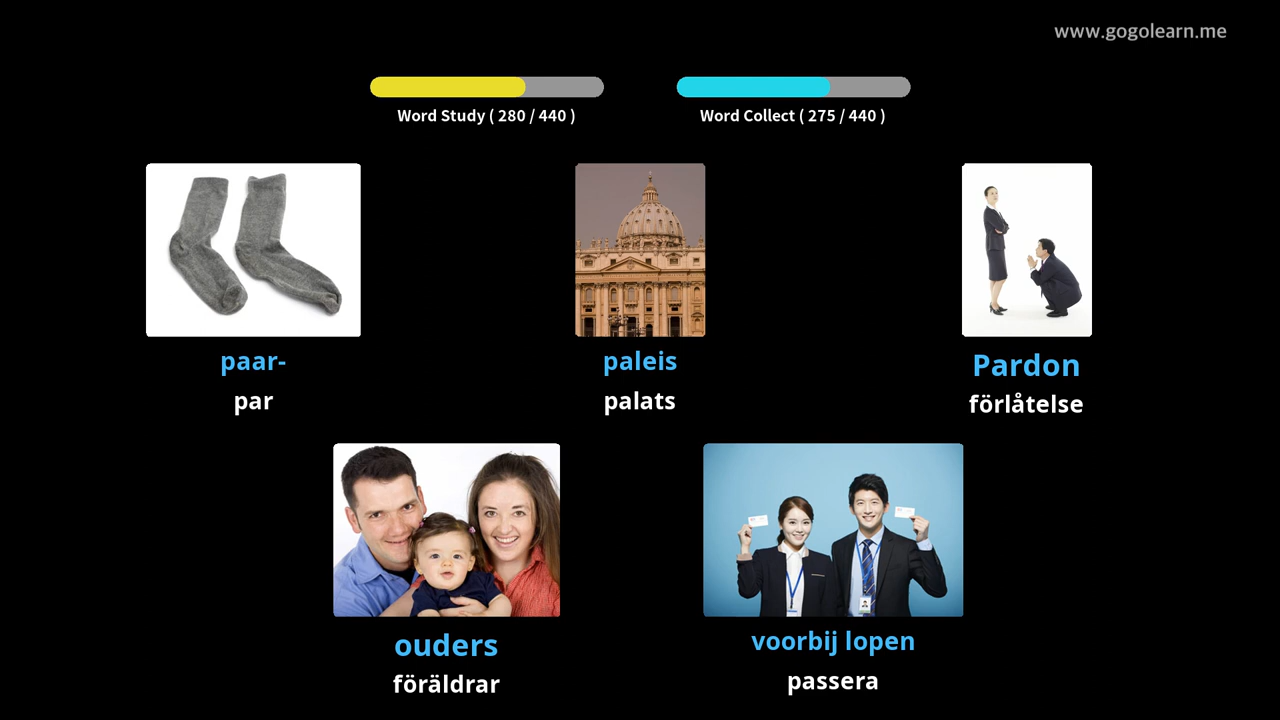 www.gogolearn.me
Word Study ( 280 / 440 )
Word Collect ( 275 / 440 )
paar-
par
paleis
palats
Pardon
förlåtelse
ouders
föräldrar
voorbij lopen
passera